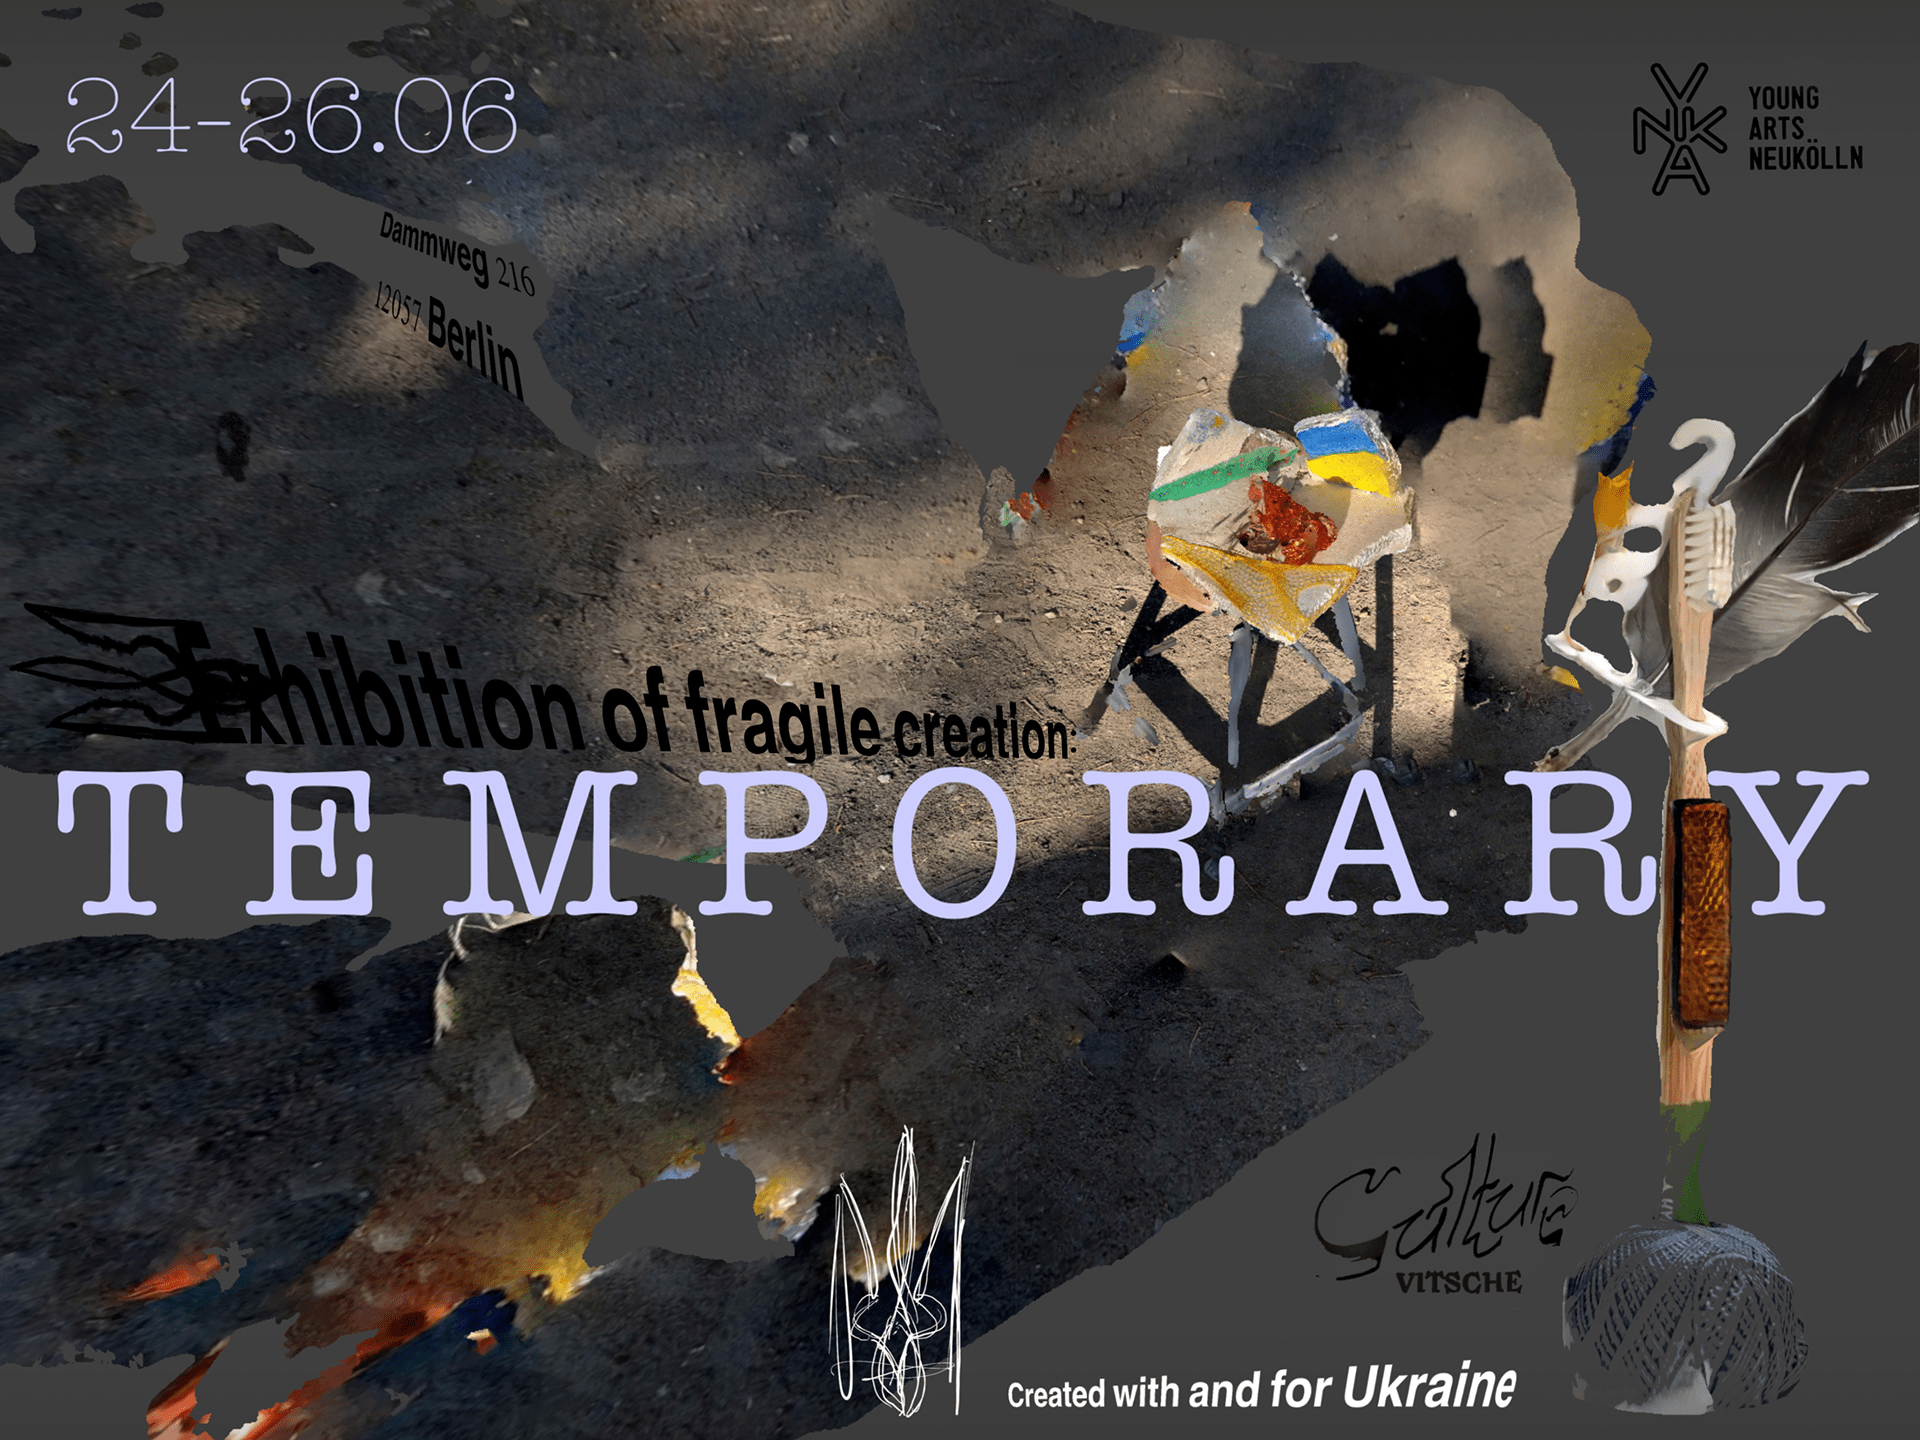 24-26.06
YOUNG
ARTS
NEUKÖLLN
Dammweg 216
12057 Berlin
Exhibition of fragile creation:
TEMPORARY
Culture
VITSCHE
Created with and for Ukraine